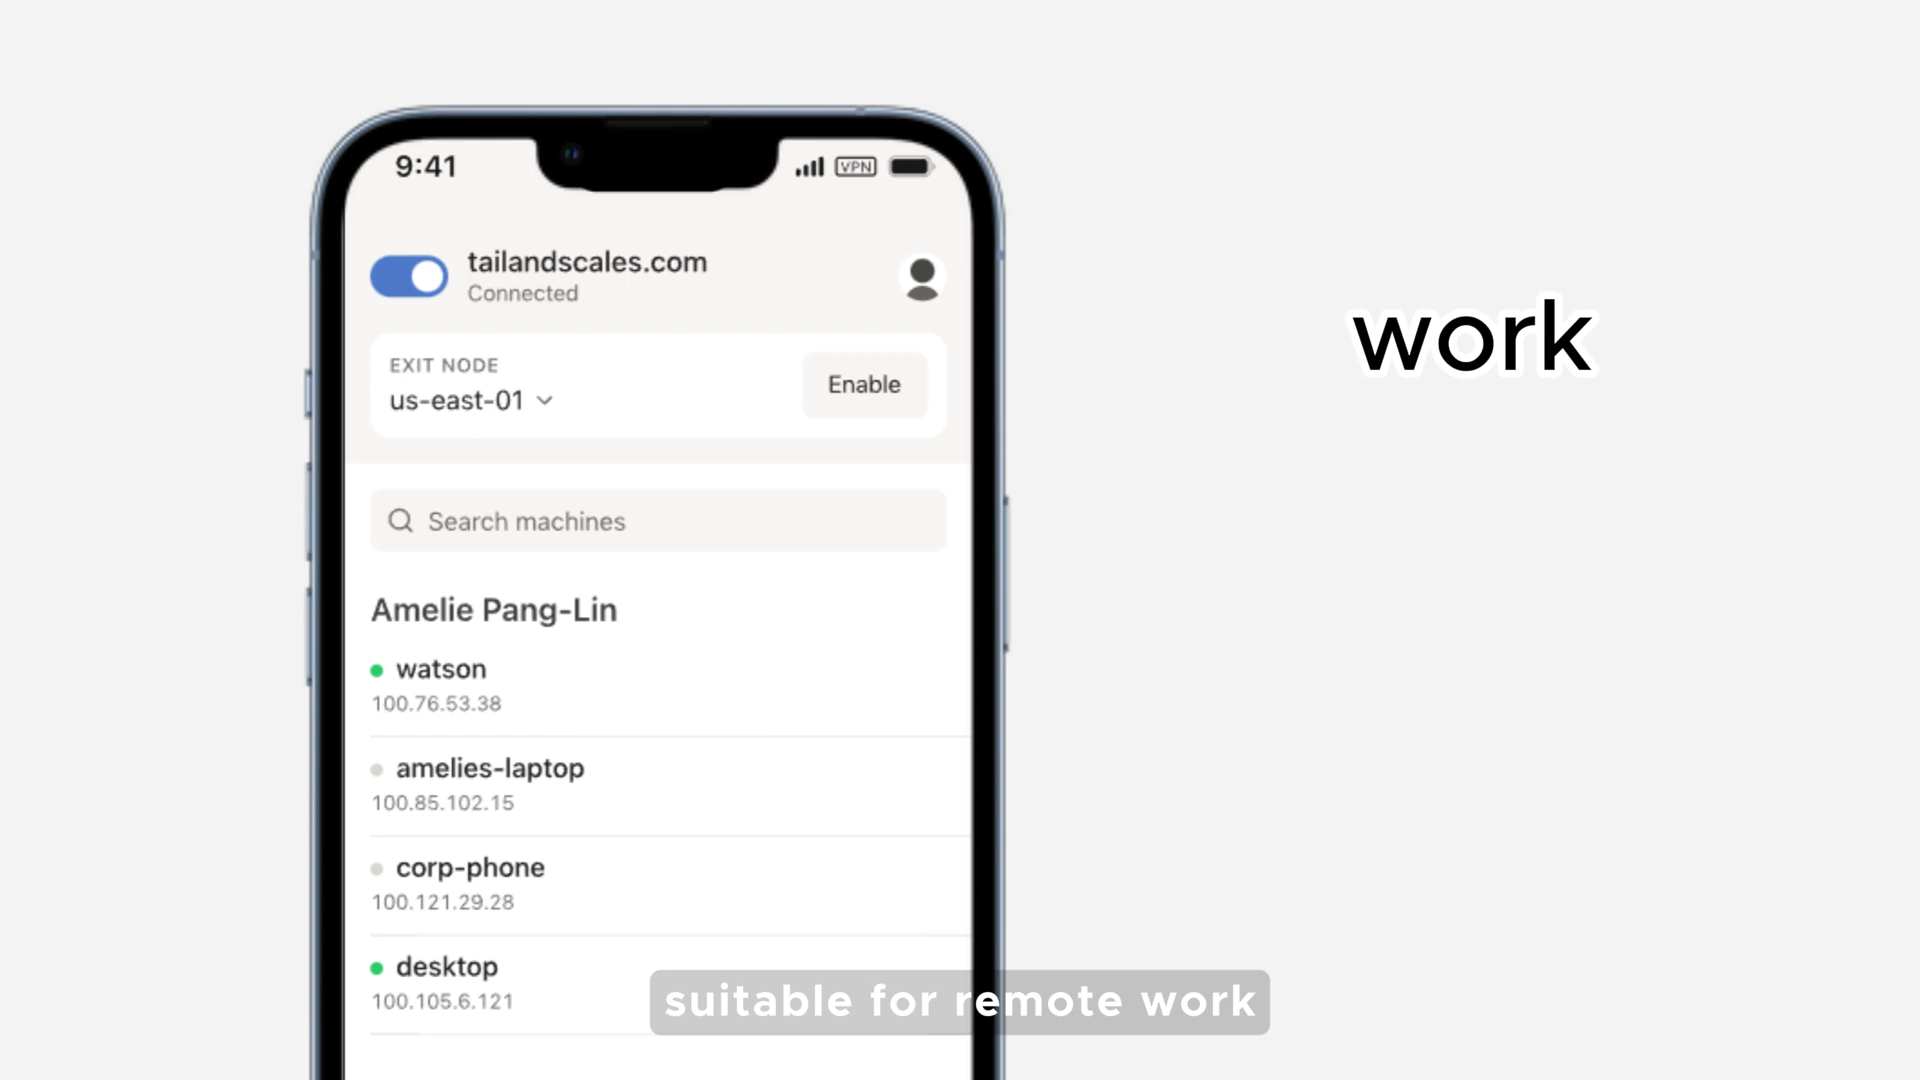 9:41
VPN
tailandscales.com
Connected
EXIT NODE
us-east-01
Enable
Search machines
Amelie Pang-Lin
watson
100.76.53.38
amelies-laptop
100.85.102.15
corp-phone
100.121.29.28
desktop
100.105.6.121
work
suitable for remote work